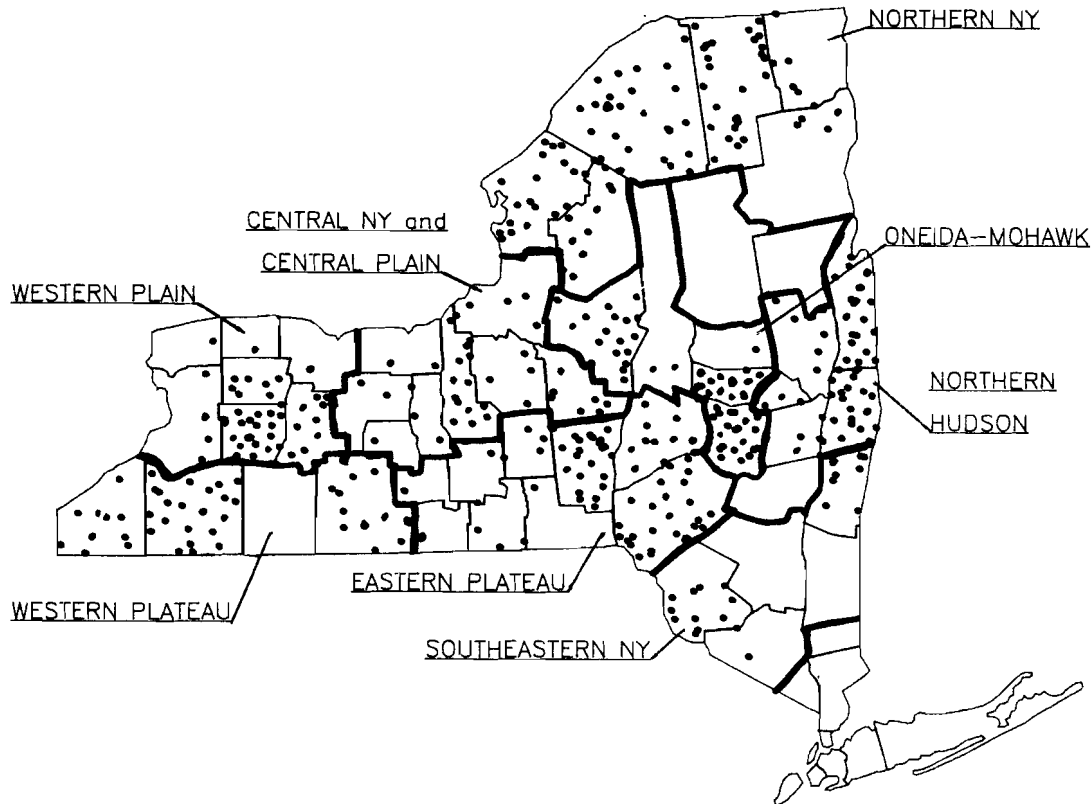 NORTHERN NY
CENTRAL NY and
CENTRAL PLAIN
ONEIDA-MOHAWK
WESTERN PLAIN
NORTHERN
HUDSON
EASTERN PLATEAU
WESTERN PLATEAU
SOUTHEASTERN NY